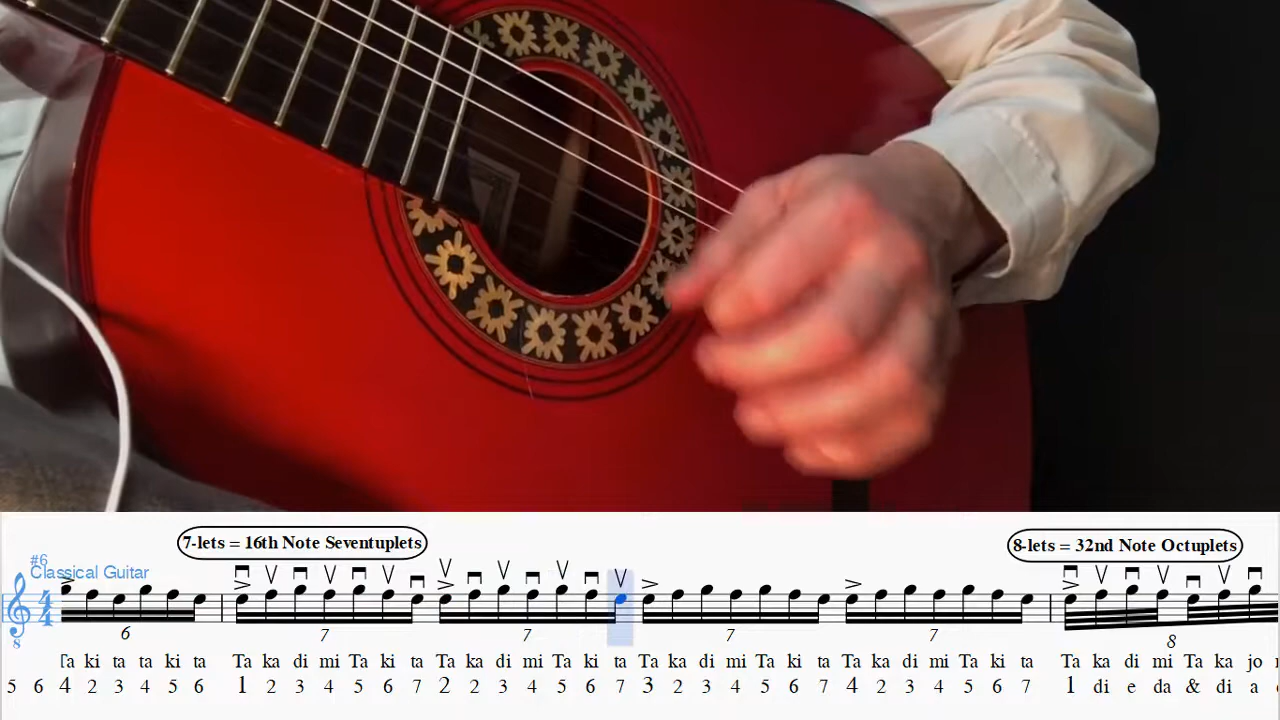 7-lets = 16th Note Seventuplets
8-lets = 32nd Note Octuplets
#6
Classical Guitar
4
4
8
6 7 7 7 7 8
Ta ki ta ta ki ta Ta ka di mi Ta ki ta Ta ka di mi Ta ki ta Ta ka di mi Ta ki ta Ta ka di mi Ta ki ta Ta ka di mi Ta ka jo
5 6 4 2 3 4 5 6 1 2 3 4 5 6 7 2 2 3 4 5 6 7 3 2 3 4 5 6 7 4 2 3 4 5 6 7 1 di e da & di a